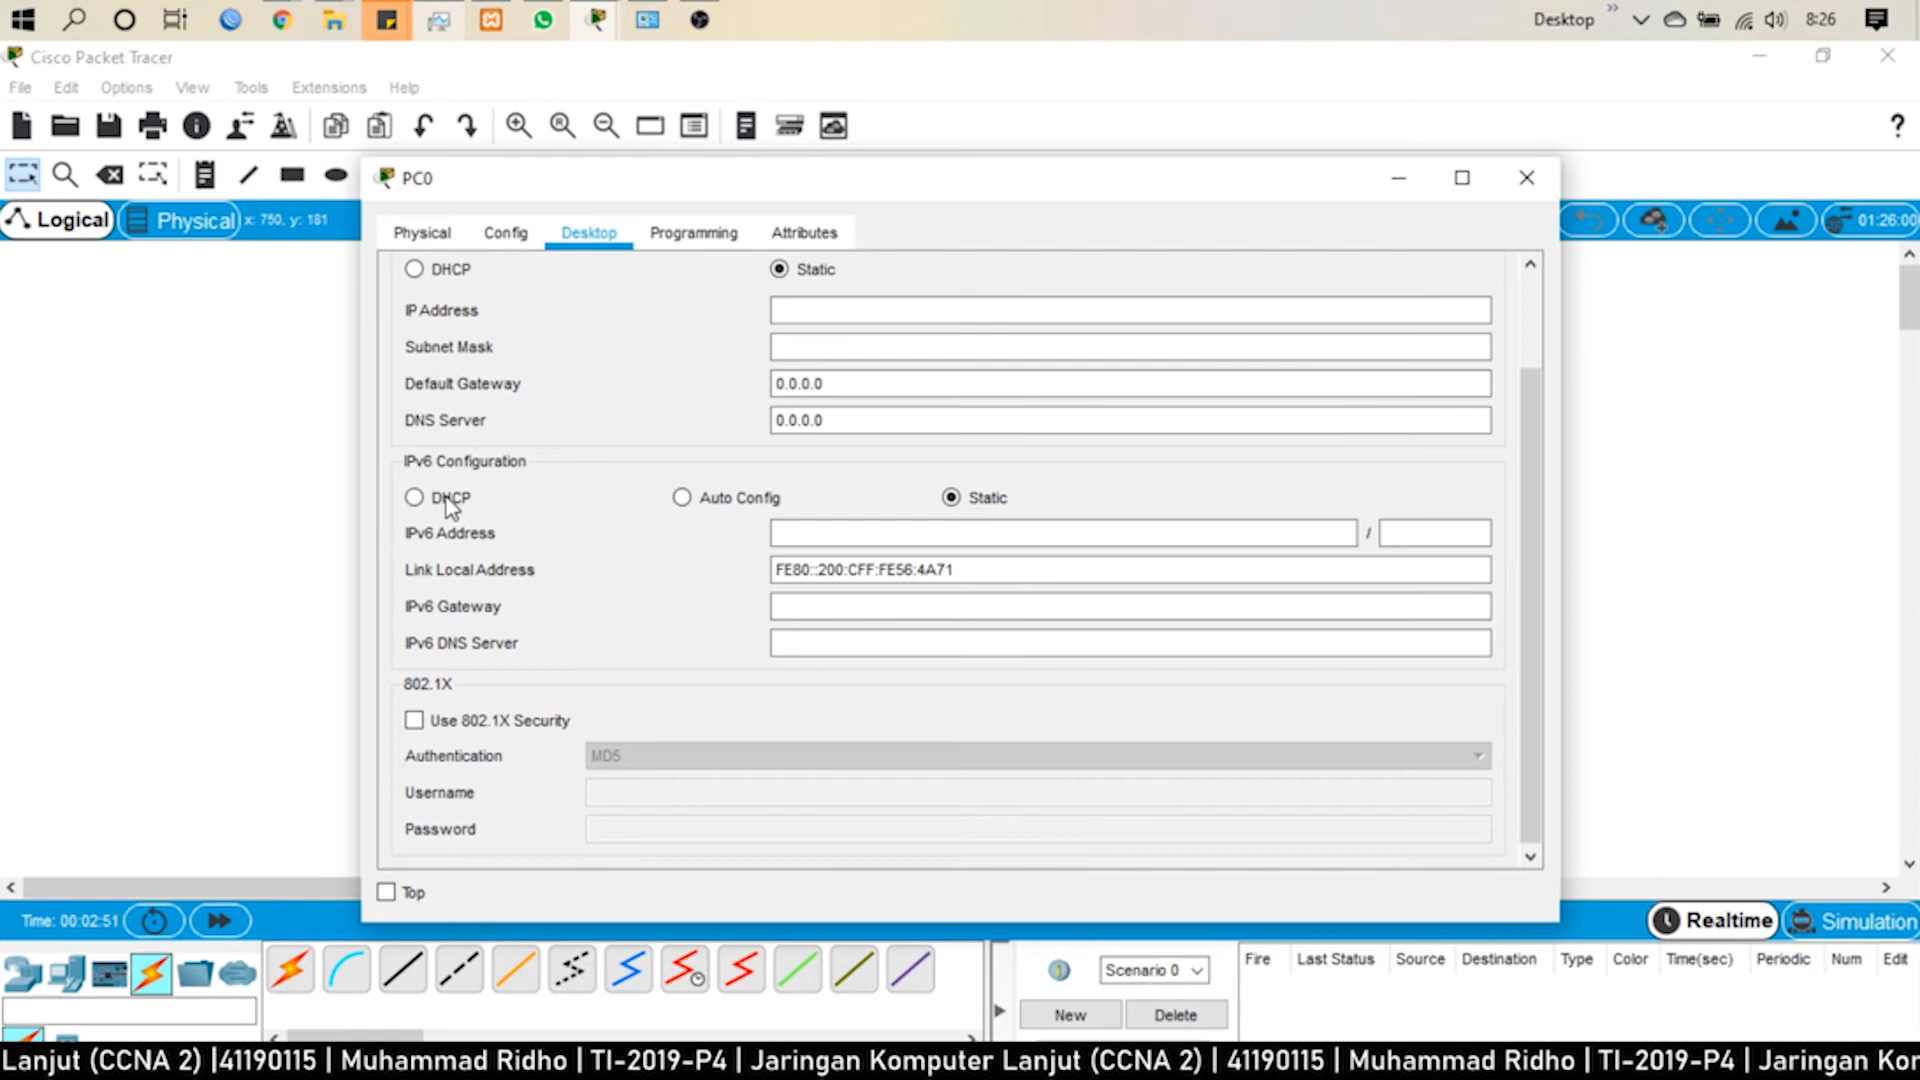 Desktop
8:26
Cisco Packet Tracer
File Edit Options View Tools Extensions Help
?
Logical Physical x: 750, y: 181
01:26:00
PC0
Physical Config Desktop Programming Attributes
DHCP Static
IP Address
Subnet Mask
Default Gateway 0.0.0.0
DNS Server 0.0.0.0
IPv6 Configuration
DHCP Auto Config Static
IPv6 Address /
Link Local Address FE80::200:CFF:FE56:4A71
IPv6 Gateway
IPv6 DNS Server
802.1X
Use 802.1X Security
Authentication MD5
Username
Password
Top
Time: 00:02:51 Realtime Simulation
Scenario 0
Fire Last Status Source Destination Type Color Time(sec) Periodic Num Edit
New Delete
Lanjut (CCNA 2) |41190115 | Muhammad Ridho | TI-2019-P4 | Jaringan Komputer Lanjut (CCNA 2) | 41190115 | Muhammad Ridho | TI-2019-P4 | Jaringan Kor